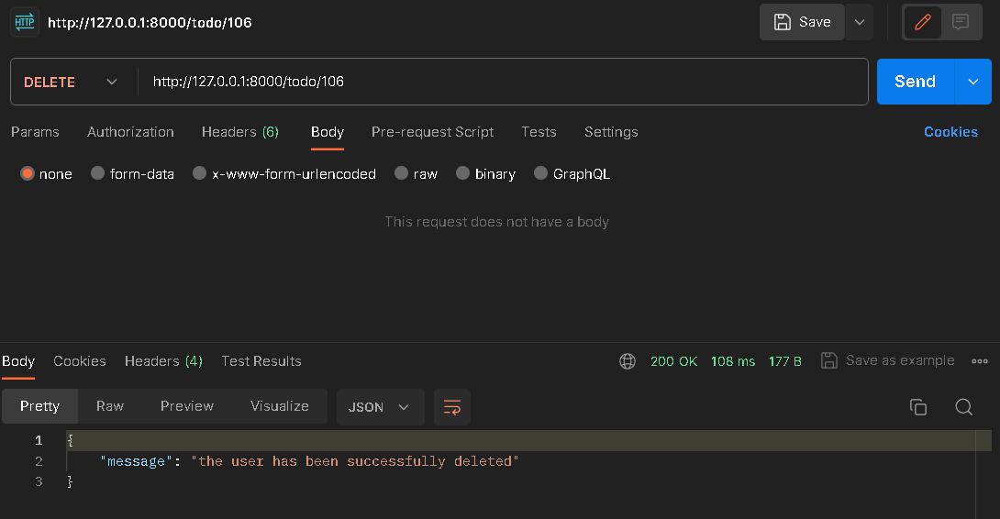 HTTP http://127.0.0.1:8000/todo/106 Save
DELETE http://127.0.0.1:8000/todo/106 Send
Params Authorization Headers (6) Body Pre-request Script Tests Settings Cookies
none form-data x-www-form-urlencoded raw binary GraphQL
This request does not have a body
Body Cookies Headers (4) Test Results 200 OK 108 ms 177 B Save as example
Pretty Raw Preview Visualize JSON
1 {
2 "message": "the user has been successfully deleted"
3 }